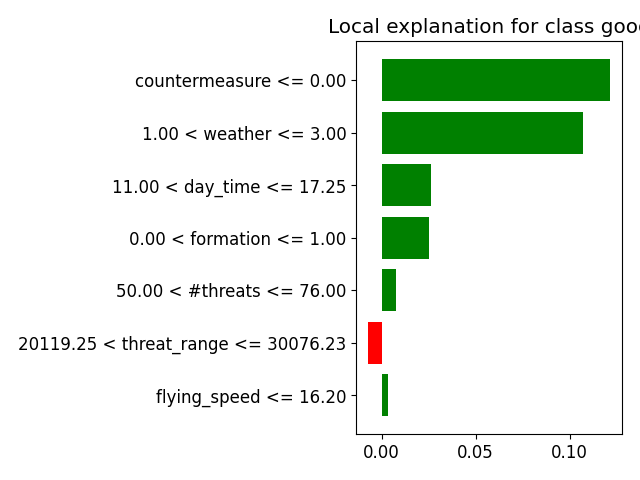 Local explanation for class goo
countermeasure <= 0.00
1.00 < weather <= 3.00
11.00 < day_time <= 17.25
0.00 < formation <= 1.00
50.00 < #threats <= 76.00
20119.25 < threat_range <= 30076.23
flying_speed <= 16.20
0.00 0.05 0.10